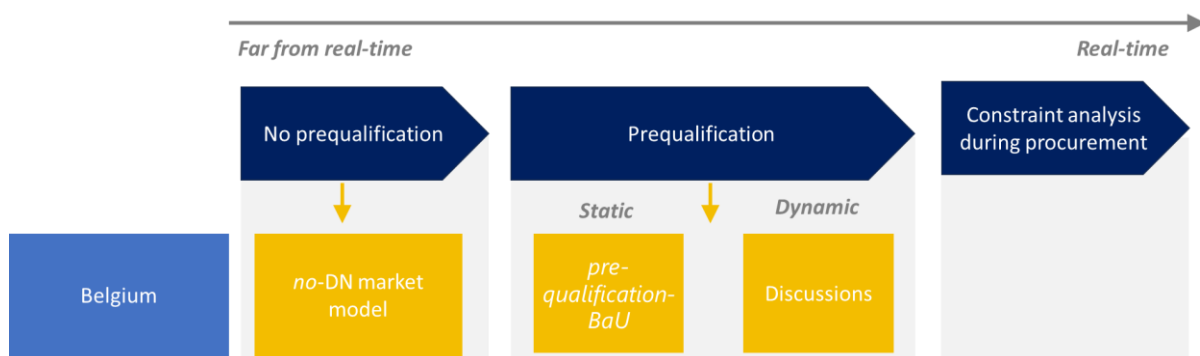 Far from real-time
Real-time
No prequalification
Prequalification
Constraint analysis
during procurement
Static
Dynamic
Belgium
no-DN market
model
pre-
qualification-
BaU
Discussions